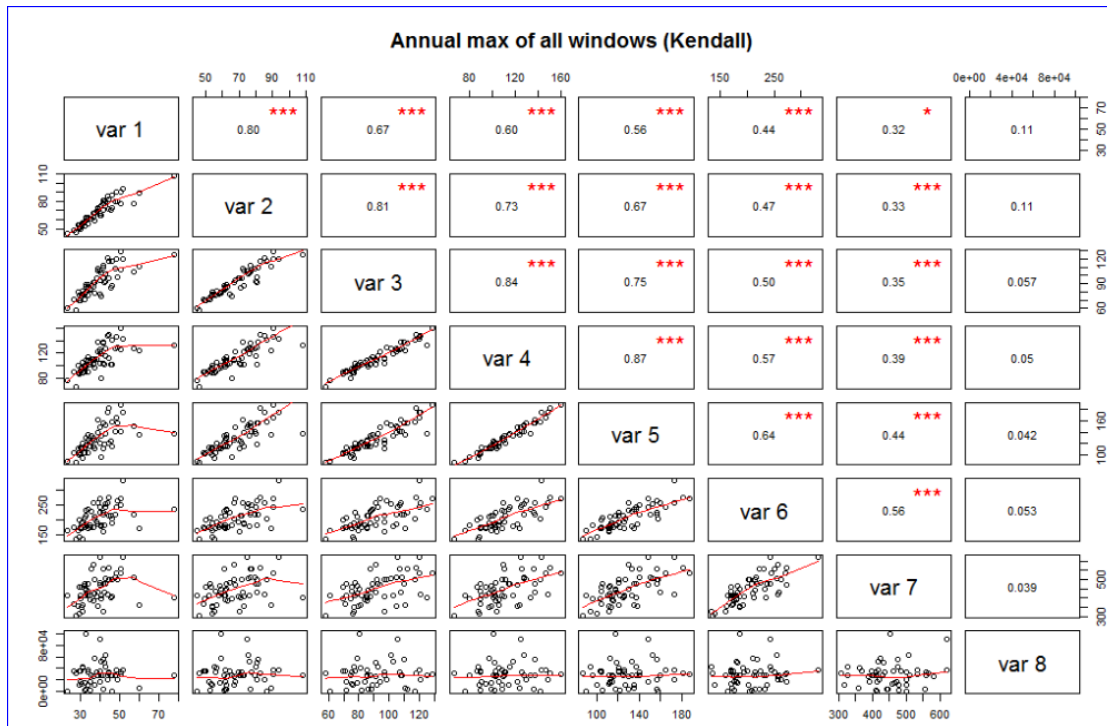 Annual max of all windows (Kendall)
50 70 90 110
80 120 160
150 250
0e+00 4e+04 8e+04
var 1
0.80 ***
0.67 ***
0.60 ***
0.56 ***
0.44 ***
0.32 *
0.11
30 50 70
50 80 110
var 2
0.81 ***
0.73 ***
0.67 ***
0.47 ***
0.33 ***
0.11
var 3
0.84 ***
0.75 ***
0.50 ***
0.35 ***
0.057
60 90 120
80 120
var 4
0.87 ***
0.57 ***
0.39 ***
0.05
var 5
0.64 ***
0.44 ***
0.042
100 160
150 250
var 6
0.56 ***
0.053
var 7
0.039
300 500
0e+00 8e+04
var 8
30 50 70
60 80 100 130
100 140 180
300 400 500 600